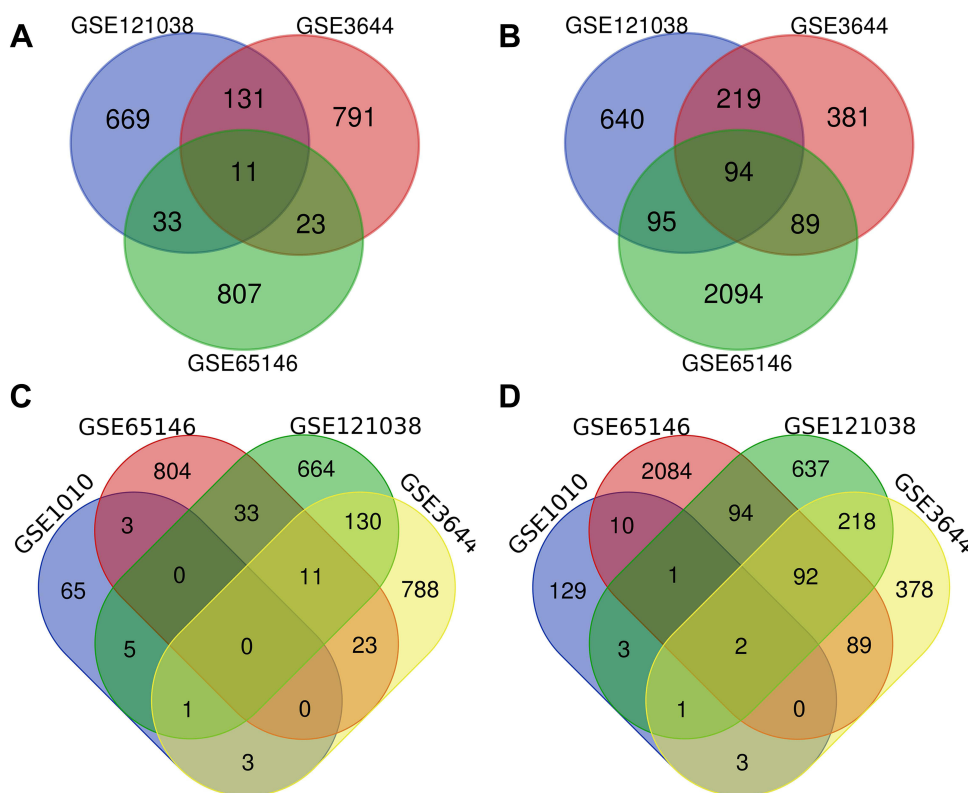 A
GSE121038
GSE3644
669
131
791
11
33
23
807
GSE65146
B
GSE121038
GSE3644
640
219
381
94
95
89
2094
GSE65146
C
GSE65146
GSE121038
GSE1010
GSE3644
804
664
3
33
130
65
0
11
788
5
0
23
1
0
3
D
GSE65146
GSE121038
GSE1010
GSE3644
2084
637
10
94
218
129
1
92
378
3
2
89
1
0
3